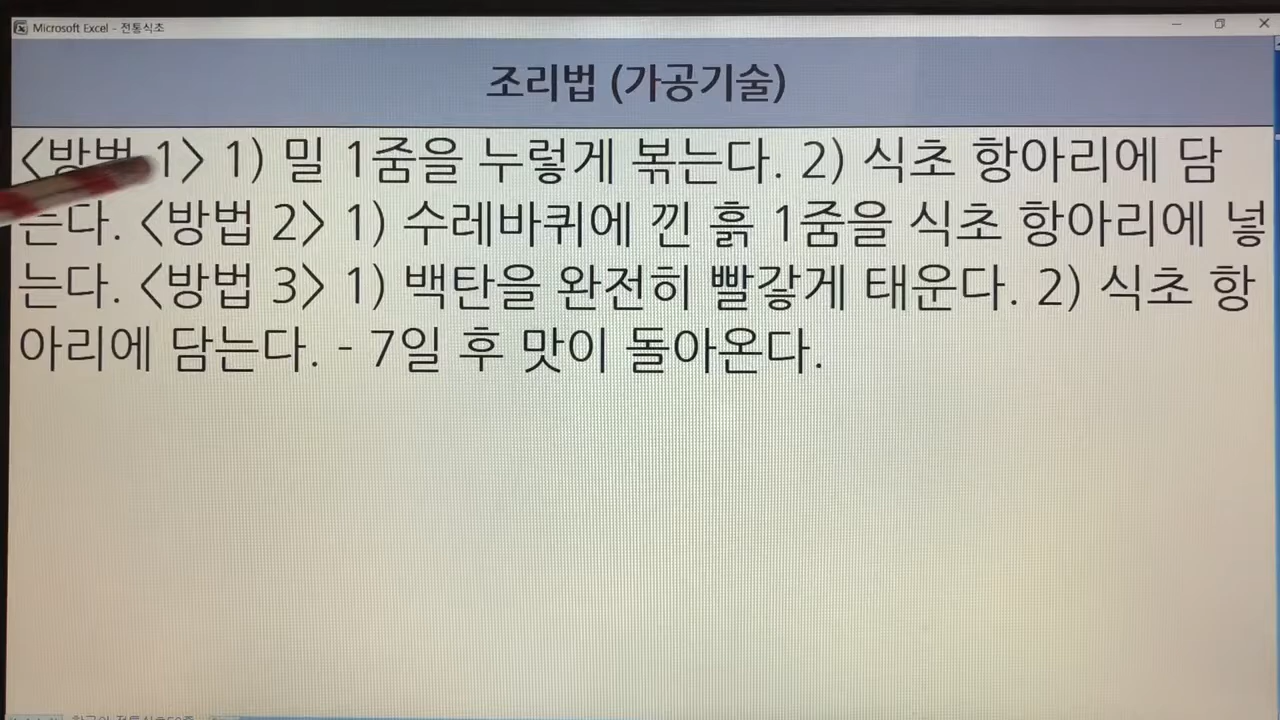 Microsoft Excel - 전통식초
조리법 (가공기술)
<방법 1> 1) 밀 1줌을 누렇게 볶는다. 2) 식초 항아리에 담
는다. <방법 2> 1) 수레바퀴에 낀 흙 1줌을 식초 항아리에 넣
는다. <방법 3> 1) 백탄을 완전히 빨갛게 태운다. 2) 식초 항
아리에 담는다. - 7일 후 맛이 돌아온다.